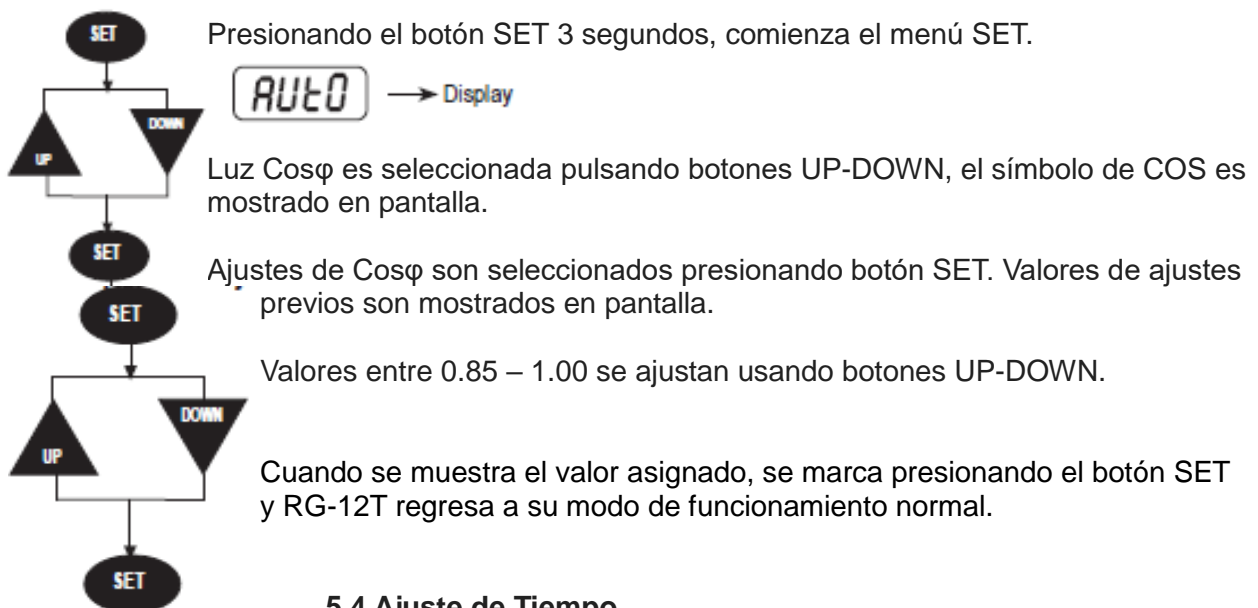 SET
Presionando el botón SET 3 segundos, comienza el menú SET.
AUtO
Display
UP
DOWN
Luz Cosφ es seleccionada pulsando botones UP-DOWN, el símbolo de COS es
mostrado en pantalla.
SET
Ajustes de Cosφ son seleccionados presionando botón SET. Valores de ajustes
previos son mostrados en pantalla.
SET
Valores entre 0.85 – 1.00 se ajustan usando botones UP-DOWN.
UP
DOWN
Cuando se muestra el valor asignado, se marca presionando el botón SET
y RG-12T regresa a su modo de funcionamiento normal.
SET
5.4 Ajuste de Tiempo